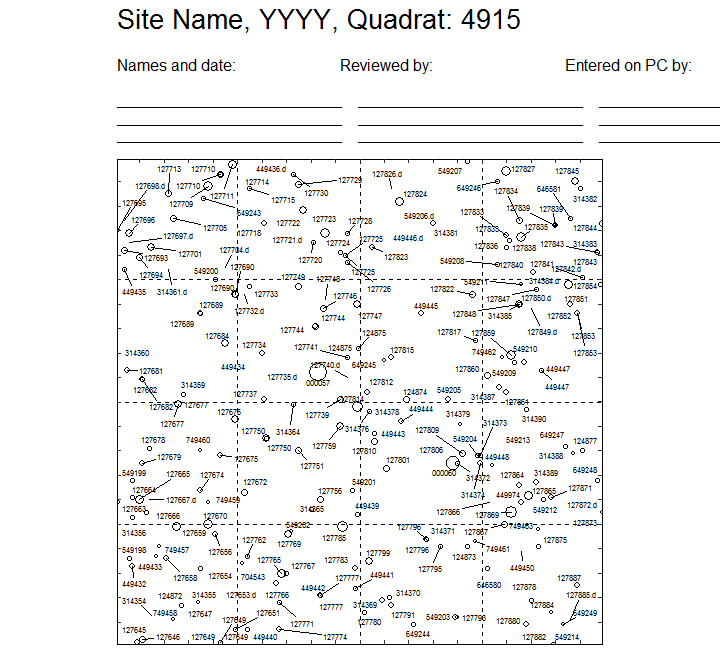 Site Name, YYYY, Quadrat: 4915
Names and date: Reviewed by: Entered on PC by:
127713 127710 449436.d 127826.d 549207 127827 127845
127698.d 127710 127714 127729 649246 127834 646581
127695 127709 127711 127715 127730 127824 314382
127696 549243 127723 127728 549206.d 127833 127839 127839
127705 127722 314381 127833 127835 127844
127697.d 127718 127721.d 127724 127725 449446.d 127836 127838 127843 314383
127693 127701 127704.d 127720 127823 549208 127840 127843
127694 549200 127690 127725 127841 127842.d
449435 314361.d 127690 127749 127748 127726 549211 314384.d 127854
127733 127746 127822 127847 127850.d 127851
127689 127732.d 127744 127747 449445 127848 314385 127852
127689 127744 124875 127817 127859 127849.d 127853
127684 127734 127741 124875 127815 749462 549210 127853
314360 449434 127740.d 649245 127860 549209 449447
127681 127735.d 000067 127812 449447
127682 314359 127737 127814 124874 549205 314387 127861
127682 127677 127676 127739 314378 449444 314379 314390
127677 127750 314364 314376 449443 127809 314373
127678 749460 127750 127759 127810 127806 549204 549213 649247 124877
127679 127675 127751 127801 449448 314388
549199 127665 127674 127672 000060 314372 127864 314389 649248
127664 127667.d 749459 127756 549201 314374 449974 127865 127871
127663 127666 127670 314365 449439 127866 127869 549212 127872.d
314356 127659 549202 127785 127796 314371 127867 749463 127873
549198 749457 127656 127762 127769 127796 124873 749461 127875
449433 127765 127767 127783 127799 127795 449450
449432 127658 127654 704543 127777 449441 646580 127878 127887
314354 124872 314355 127653.d 127766 449442 314370 127884 127885.d
749458 127647 127651 127777 314369 127791 549203 127793 549249
127645 127649 127771 127780 127880
127646 127649 127649 449440 127774 649244 127882 549214